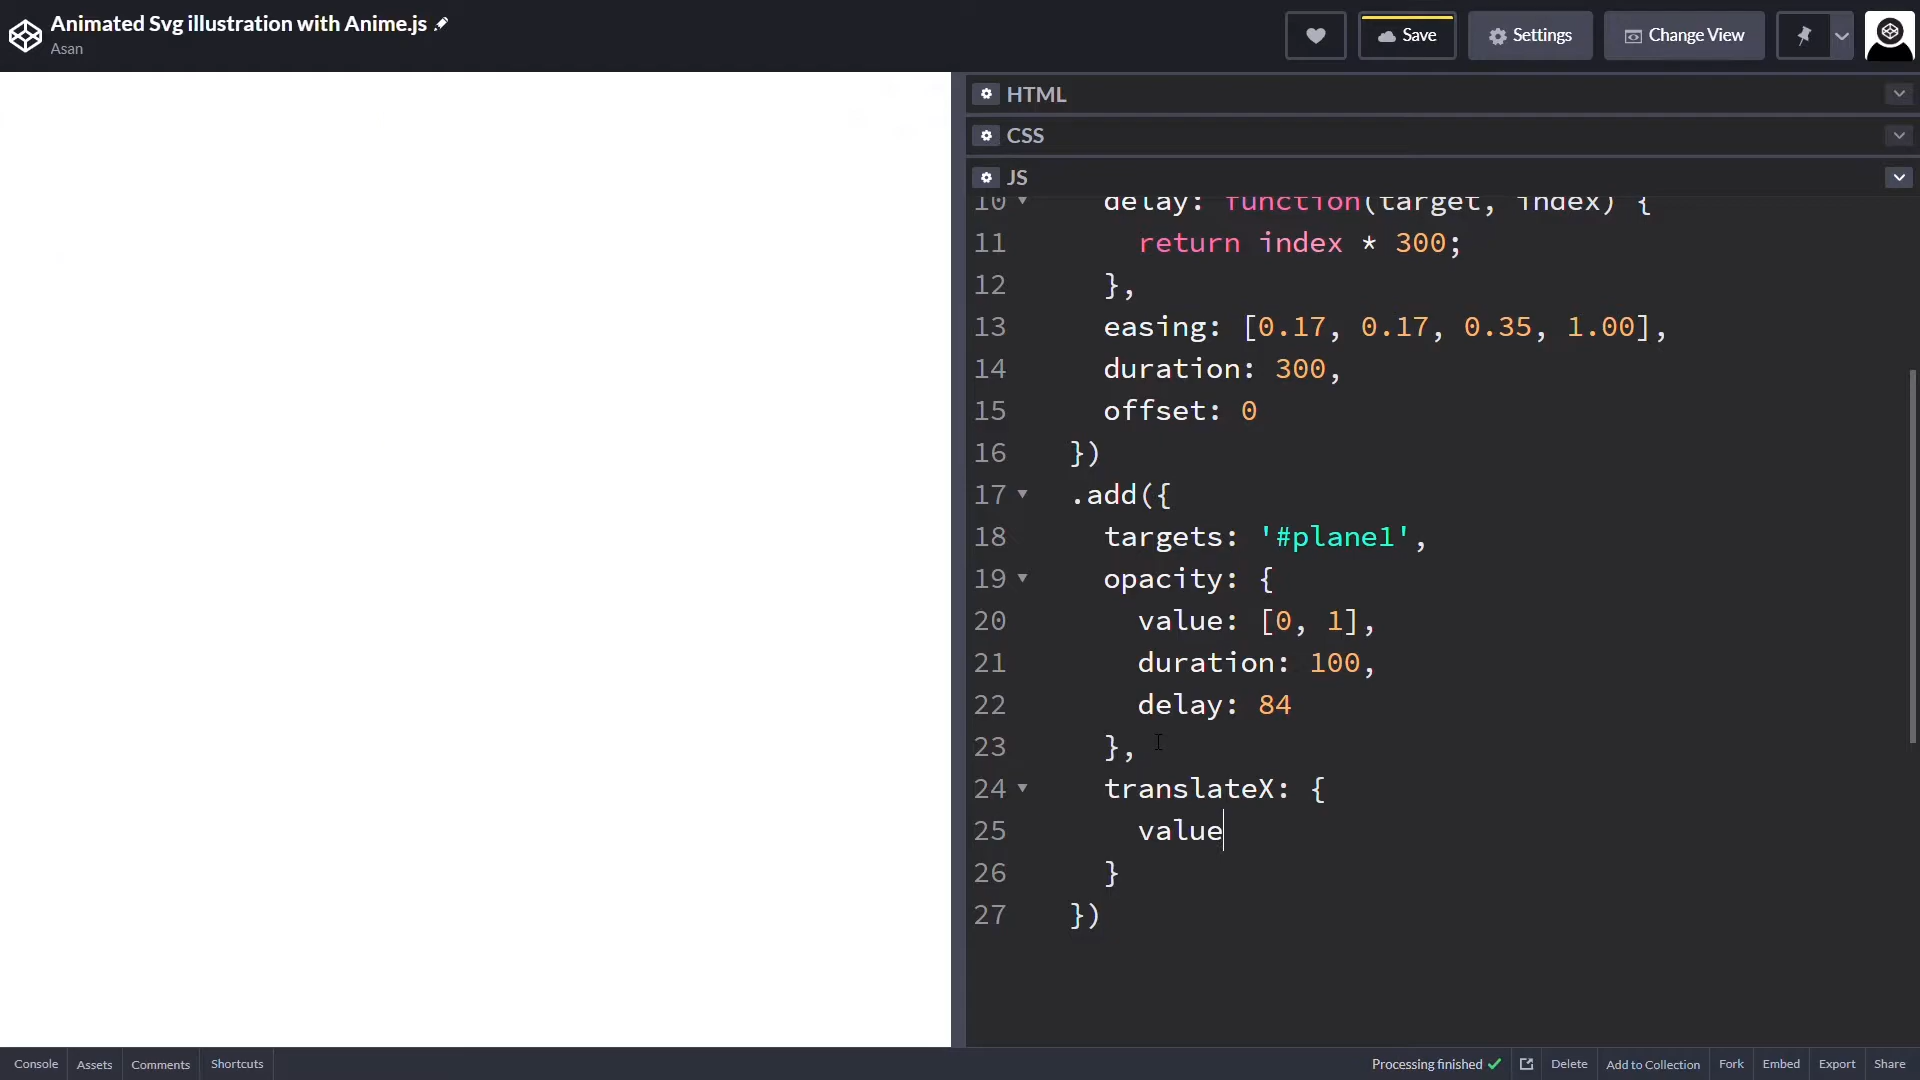 Animated Svg illustration with Anime.js
Asan
Save
Settings
Change View
HTML
CSS
JS
10 delay: function(target, index) {
11 return index * 300;
12 },
13 easing: [0.17, 0.17, 0.35, 1.00],
14 duration: 300,
15 offset: 0
16 })
17 .add({
18 targets: '#plane1',
19 opacity: {
20 value: [0, 1],
21 duration: 100,
22 delay: 84
23 },
24 translateX: {
25 value
26 }
27 })
Console
Assets
Comments
Shortcuts
Processing finished
Delete
Add to Collection
Fork
Embed
Export
Share